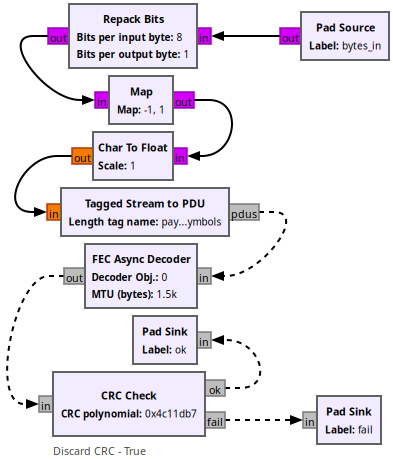 Repack Bits
out
Bits per input byte: 8
in
Bits per output byte: 1
out
Pad Source
Label: bytes_in
Map
in
Map: -1, 1
out
Char To Float
out
Scale: 1
in
Tagged Stream to PDU
in
Length tag name: pay...ymbols
pdus
FEC Async Decoder
out
Decoder Obj.: 0
in
MTU (bytes): 1.5k
Pad Sink
Label: ok
in
CRC Check
in
CRC polynomial: 0x4c11db7
ok
fail
in
Pad Sink
Label: fail
Discard CRC - True